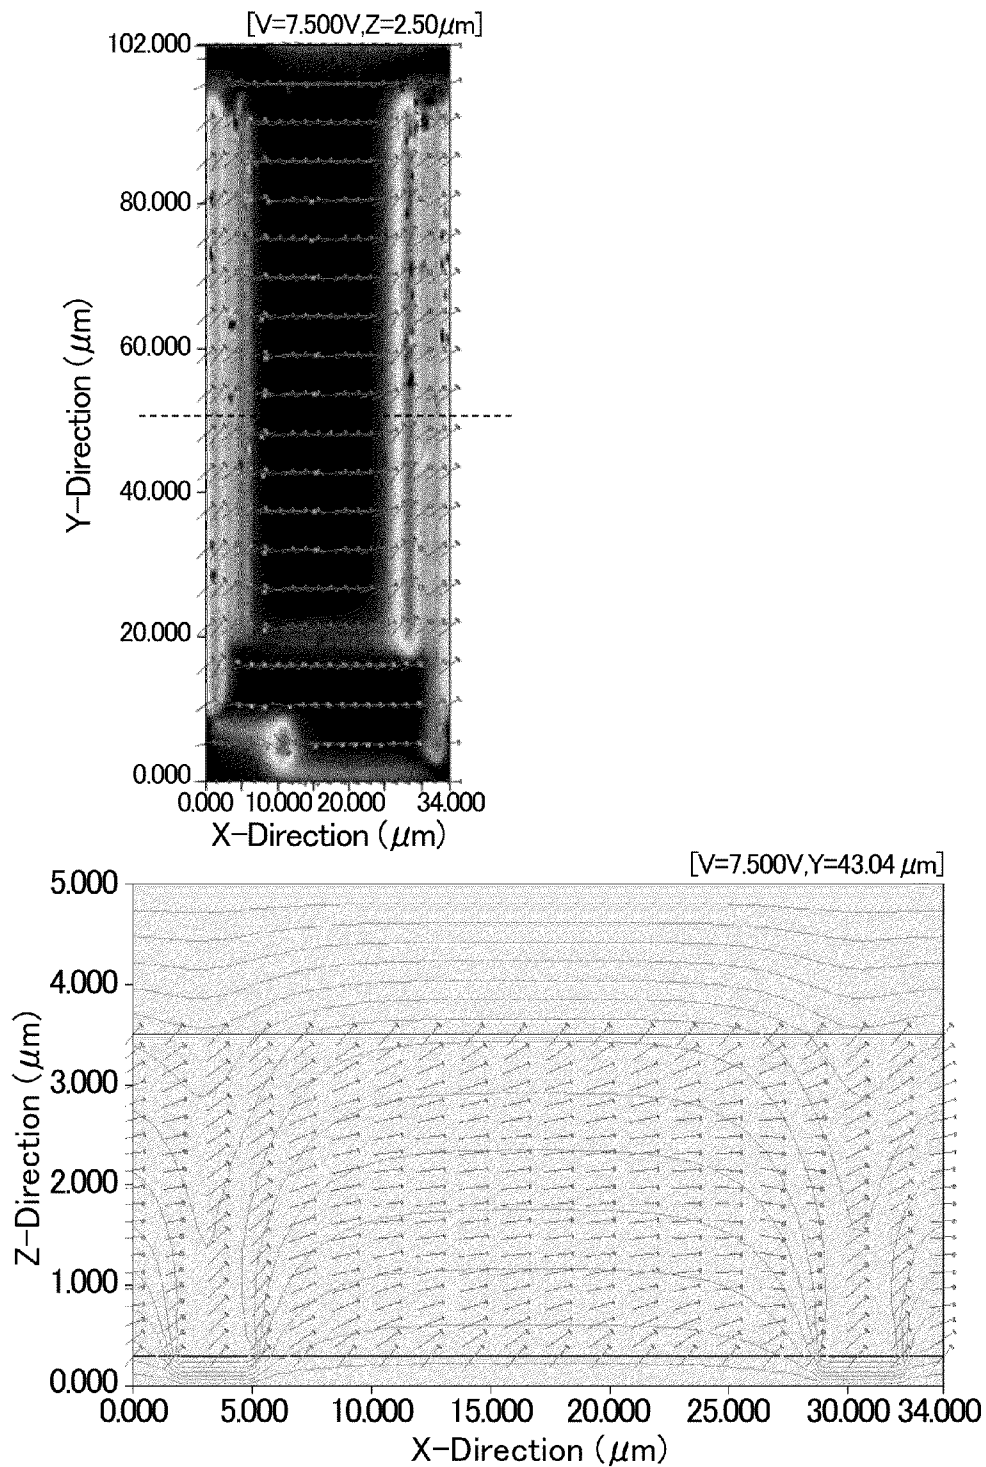 [V=7.500V,Z=2.50μm]
102.000
80.000
60.000
40.000
20.000
0.000
Y-Direction (μm)
0.000 10.000 20.000 34.000
X-Direction (μm)
[V=7.500V,Y=43.04 μm]
5.000
4.000
3.000
2.000
1.000
0.000
Z-Direction (μm)
0.000 5.000 10.000 15.000 20.000 25.000 30.000 34.000
X-Direction (μm)